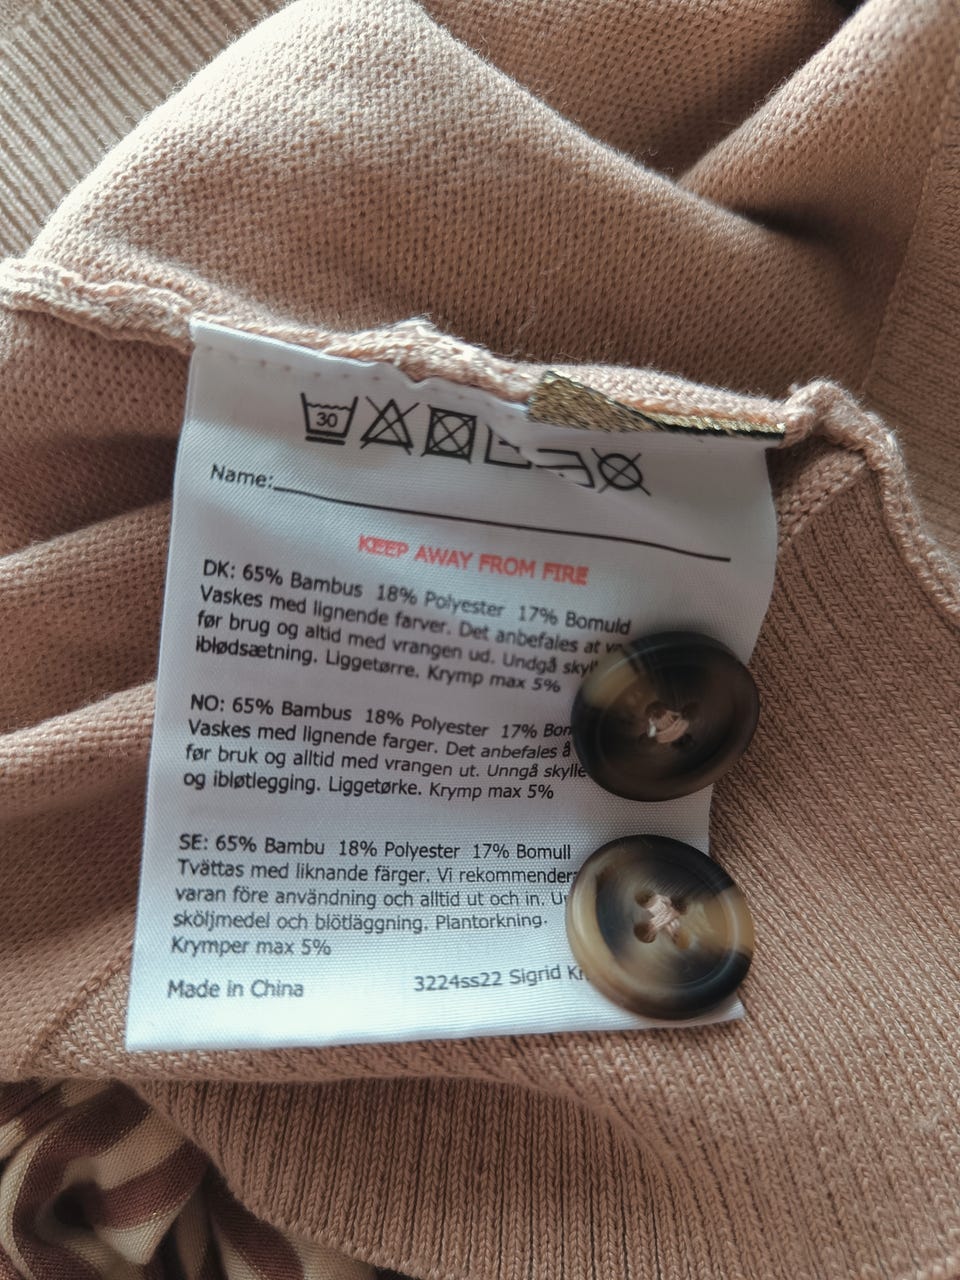 30
Name:
KEEP AWAY FROM FIRE
DK: 65% Bambus 18% Polyester 17% Bomuld
Vaskes med lignende farver. Det anbefales at
før brug og altid med vrangen ud. Undgå
iblødsætning. Liggetørre. Krymp max 5%
NO: 65% Bambus 18% Polyester 17%
Vaskes med lignende farger. Det anbefales å
før bruk og alltid med vrangen ut. Unngå
og ibløtlegging. Liggetørke. Krymp max 5%
SE: 65% Bambu 18% Polyester 17% Bomull
Tvättas med liknande färger. Vi
varan före användning och alltid ut och in.
sköljmedel och blötläggning. Plantorkning.
Krymper max 5%
Made in China
3224ss22 Sigrid